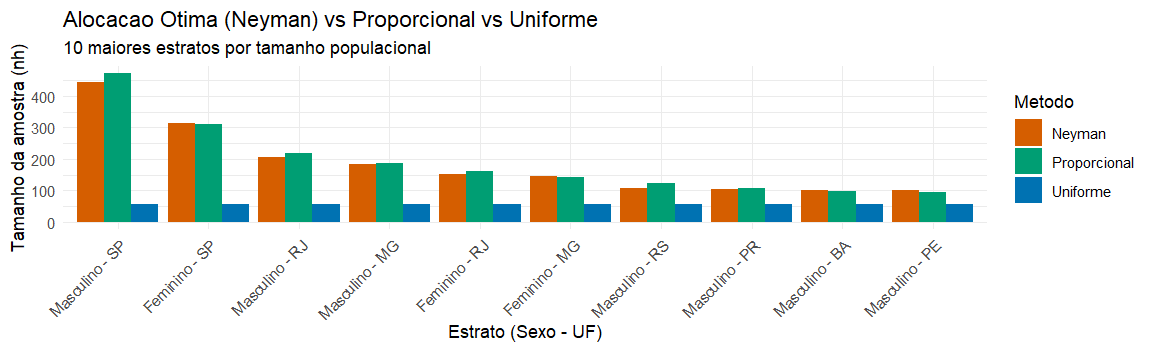 Alocacao Otima (Neyman) vs Proporcional vs Uniforme
10 maiores estratos por tamanho populacional
Tamanho da amostra (nh)
400
300
200
100
0
Masculino - SP
Feminino - SP
Masculino - RJ
Masculino - MG
Feminino - RJ
Feminino - MG
Masculino - RS
Masculino - PR
Masculino - BA
Masculino - PE
Estrato (Sexo - UF)
Metodo
Neyman
Proporcional
Uniforme